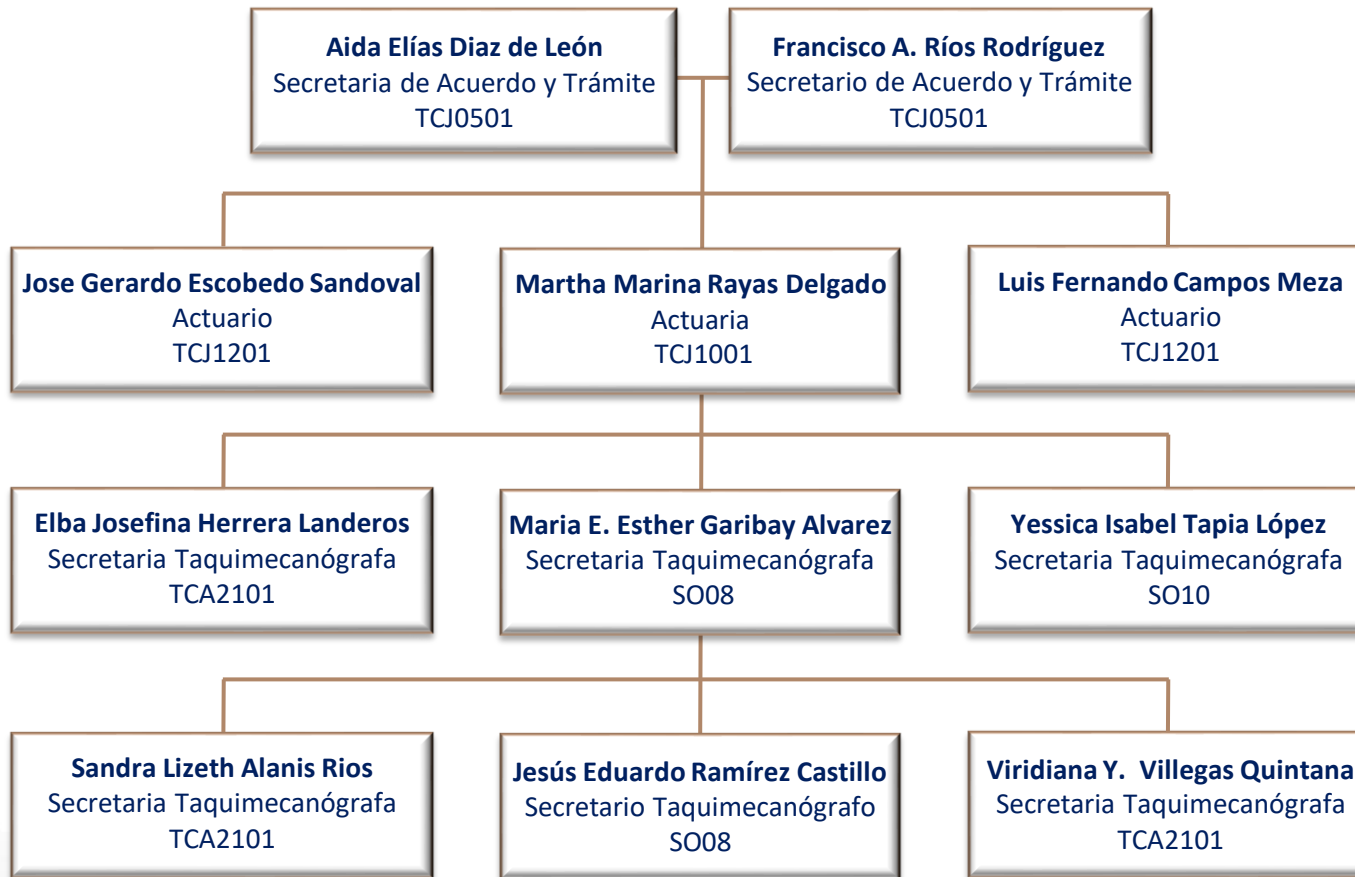 Aida Elías Diaz de León
Secretaria de Acuerdo y Trámite
TCJ0501
Francisco A. Ríos Rodríguez
Secretario de Acuerdo y Trámite
TCJ0501
Jose Gerardo Escobedo Sandoval
Actuario
TCJ1201
Martha Marina Rayas Delgado
Actuaria
TCJ1001
Luis Fernando Campos Meza
Actuario
TCJ1201
Elba Josefina Herrera Landeros
Secretaria Taquimecanógrafa
TCA2101
Maria E. Esther Garibay Alvarez
Secretaria Taquimecanógrafa
SO08
Yessica Isabel Tapia López
Secretaria Taquimecanógrafa
SO10
Sandra Lizeth Alanis Rios
Secretaria Taquimecanógrafa
TCA2101
Jesús Eduardo Ramírez Castillo
Secretario Taquimecanógrafo
SO08
Viridiana Y. Villegas Quintana
Secretaria Taquimecanógrafa
TCA2101